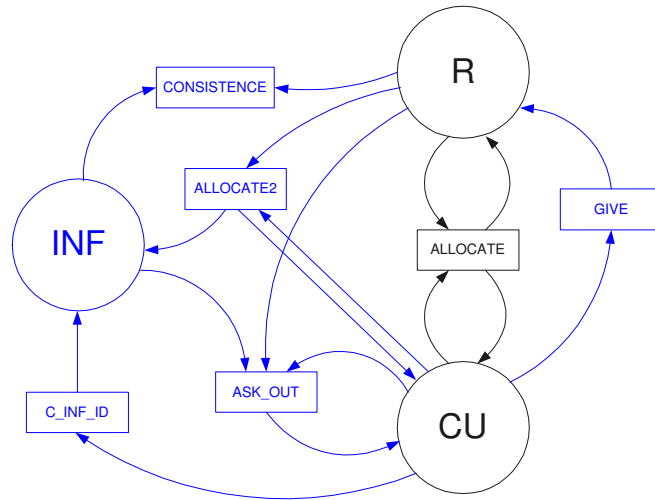 R
CONSISTENCE
ALLOCATE2
GIVE
INF
ALLOCATE
ASK_OUT
C_INF_ID
CU